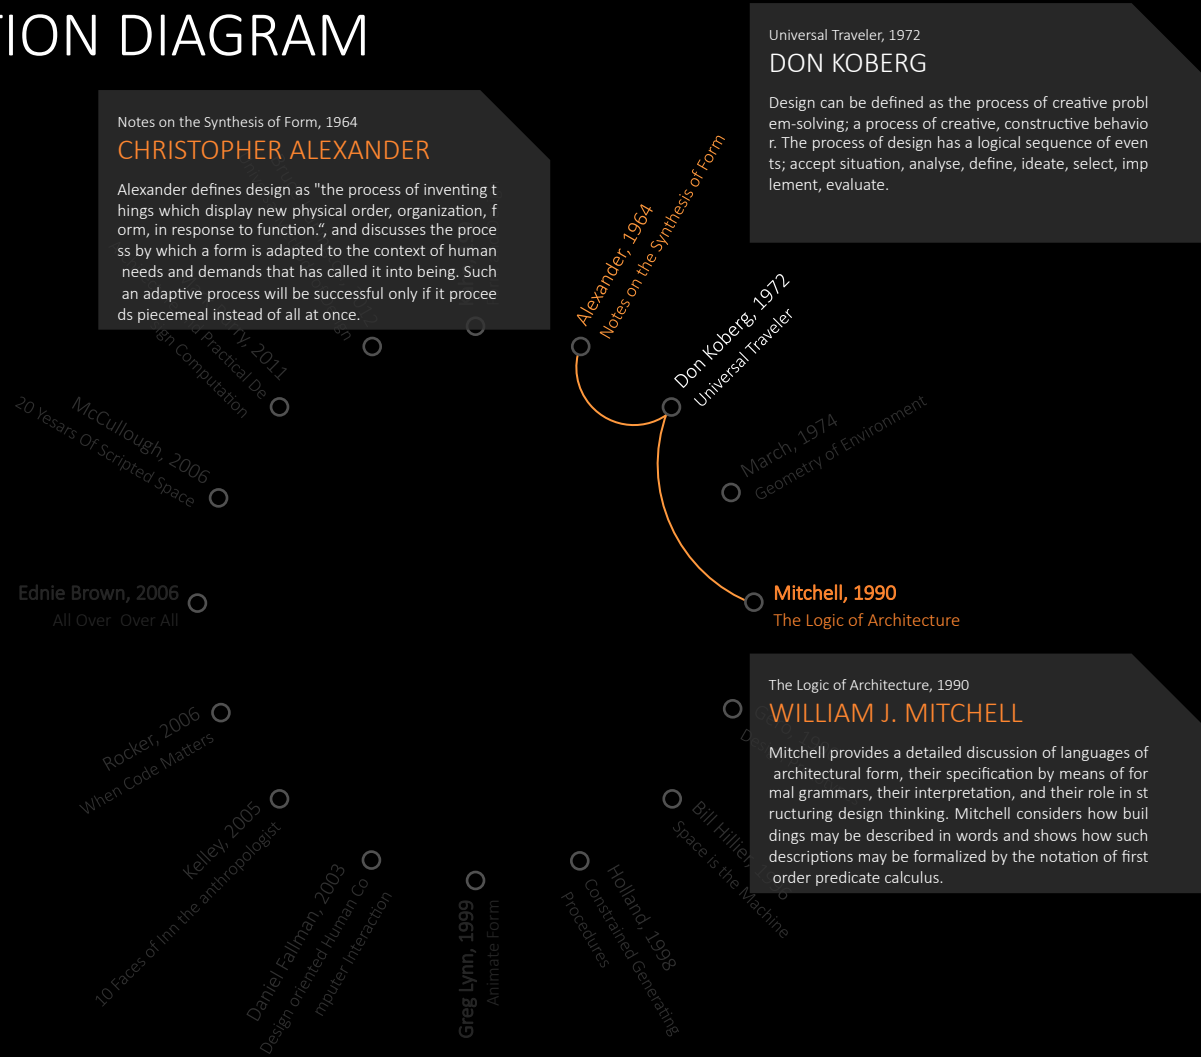 TION DIAGRAM
Universal Traveler, 1972
DON KOBERG
Design can be defined as the process of creative probl
em-solving; a process of creative, constructive behavio
r. The process of design has a logical sequence of even
ts; accept situation, analyse, define, ideate, select, imp
lement, evaluate.
Notes on the Synthesis of Form, 1964
CHRISTOPHER ALEXANDER
Alexander defines design as "the process of inventing t
hings which display new physical order, organization, f
orm, in response to function.“, and discusses the proce
ss by which a form is adapted to the context of human
needs and demands that has called it into being. Such
an adaptive process will be successful only if it procee
ds piecemeal instead of all at once.
Alexander, 1964
Notes on the Synthesis of Form
Don Koberg, 1972
Universal Traveler
March, 1974
Geometry of Environment
Mitchell, 1990
The Logic of Architecture
The Logic of Architecture, 1990
WILLIAM J. MITCHELL
Mitchell provides a detailed discussion of languages of
architectural form, their specification by means of for
mal grammars, their interpretation, and their role in st
ructuring design thinking. Mitchell considers how buil
dings may be described in words and shows how such
descriptions may be formalized by the notation of first
order predicate calculus.
Bill Hillier, 1996
Space is the Machine
Holland, 1998
Constrained Generating
Procedures
Greg Lynn, 1999
Animate Form
Daniel Fallman, 2003
Design oriented Human Co
mputer Interaction
Kelley, 2005
10 Faces of Inn the anthropologist
Rocker, 2006
When Code Matters
Ednie Brown, 2006
All Over  Over All
McCullough, 2006
20 Yesars Of Scripted Space
2011
Practical De
sign Computation